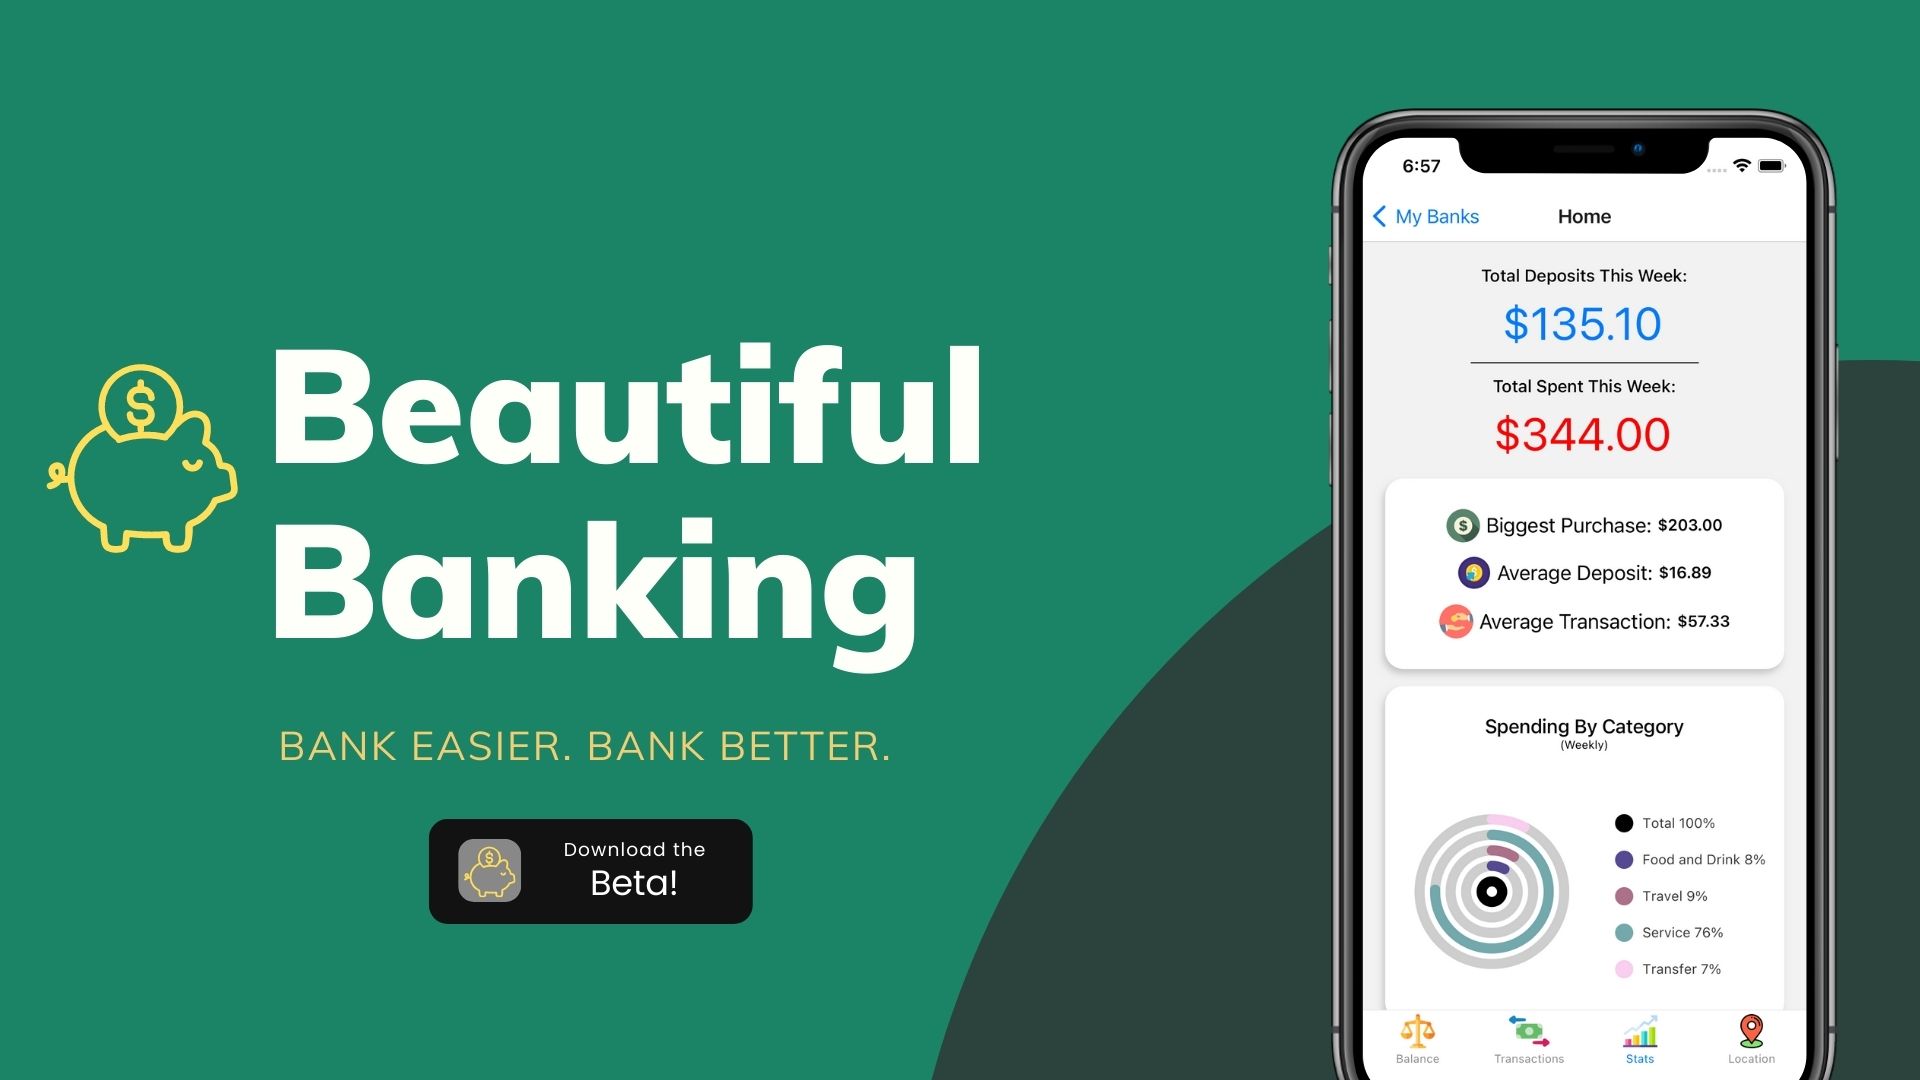 Beautiful
Banking
BANK EASIER. BANK BETTER.
Download the
Beta!
6:57
My Banks
Home
Total Deposits This Week:
$135.10
Total Spent This Week:
$344.00
Biggest Purchase: $203.00
Average Deposit: $16.89
Average Transaction: $57.33
Spending By Category
(Weekly)
Total 100%
Food and Drink 8%
Travel 9%
Service 76%
Transfer 7%
Balance
Transactions
Stats
Location